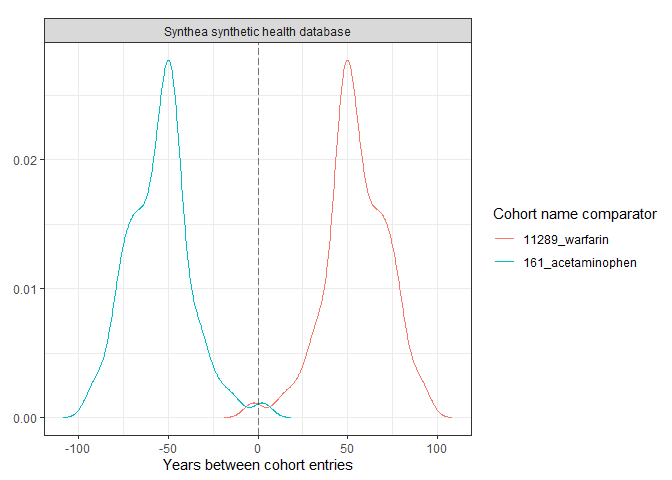 Synthea synthetic health database
0.02
0.01
0.00
-100
-50
0
50
100
Years between cohort entries
Cohort name comparator
11289_warfarin
161_acetaminophen